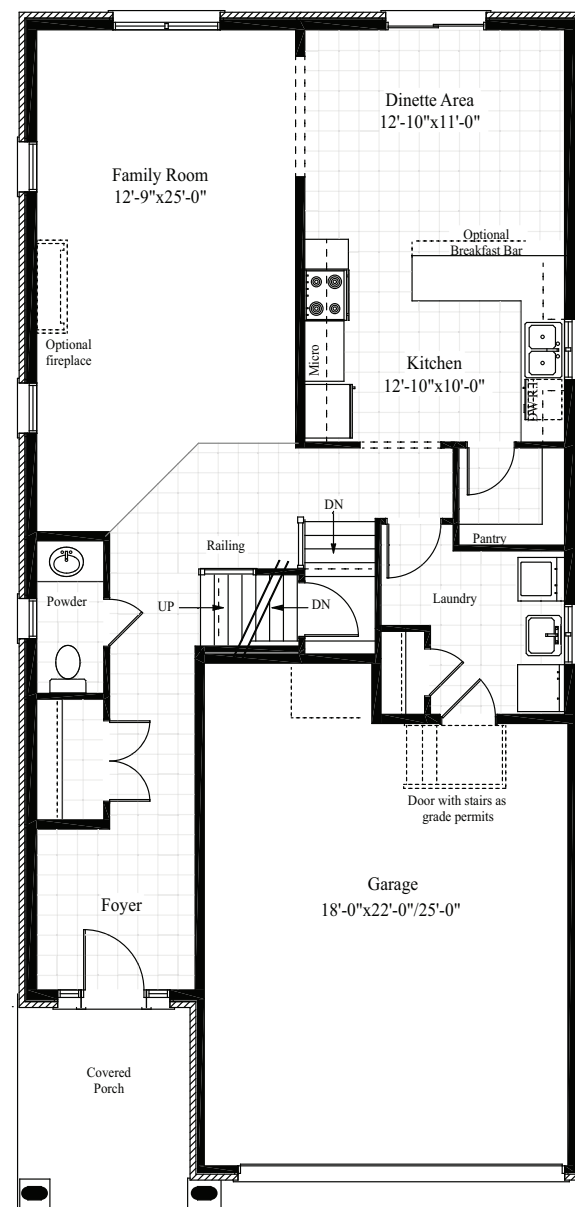 Dinette Area
12'-10"x11'-0"
Family Room
12'-9"x25'-0"
Optional
Breakfast Bar
Optional
fireplace
Micro
Kitchen
12'-10"x10'-0"
DW-R
DN
Railing
Pantry
Powder
UP
DN
Laundry
Door with stairs as
grade permits
Garage
18'-0"x22'-0"/25'-0"
Foyer
Covered
Porch